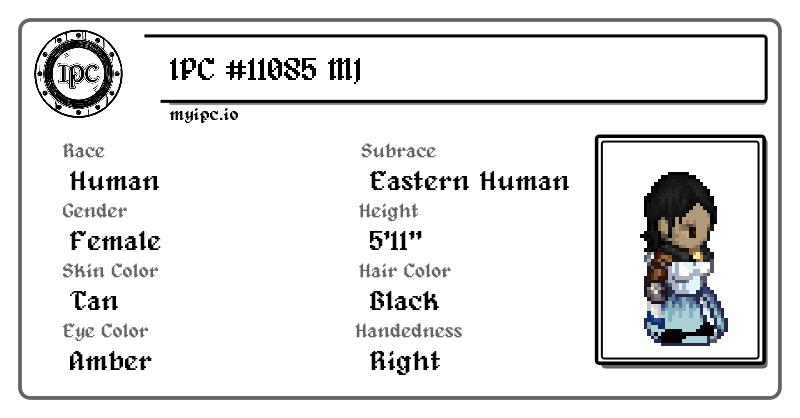 IPC
IPC #11085 MJ
myipc.io
Race
Human
Subrace
Eastern Human
Gender
Female
Height
5'11"
Skin Color
Tan
Hair Color
Black
Eye Color
Amber
Handedness
Right